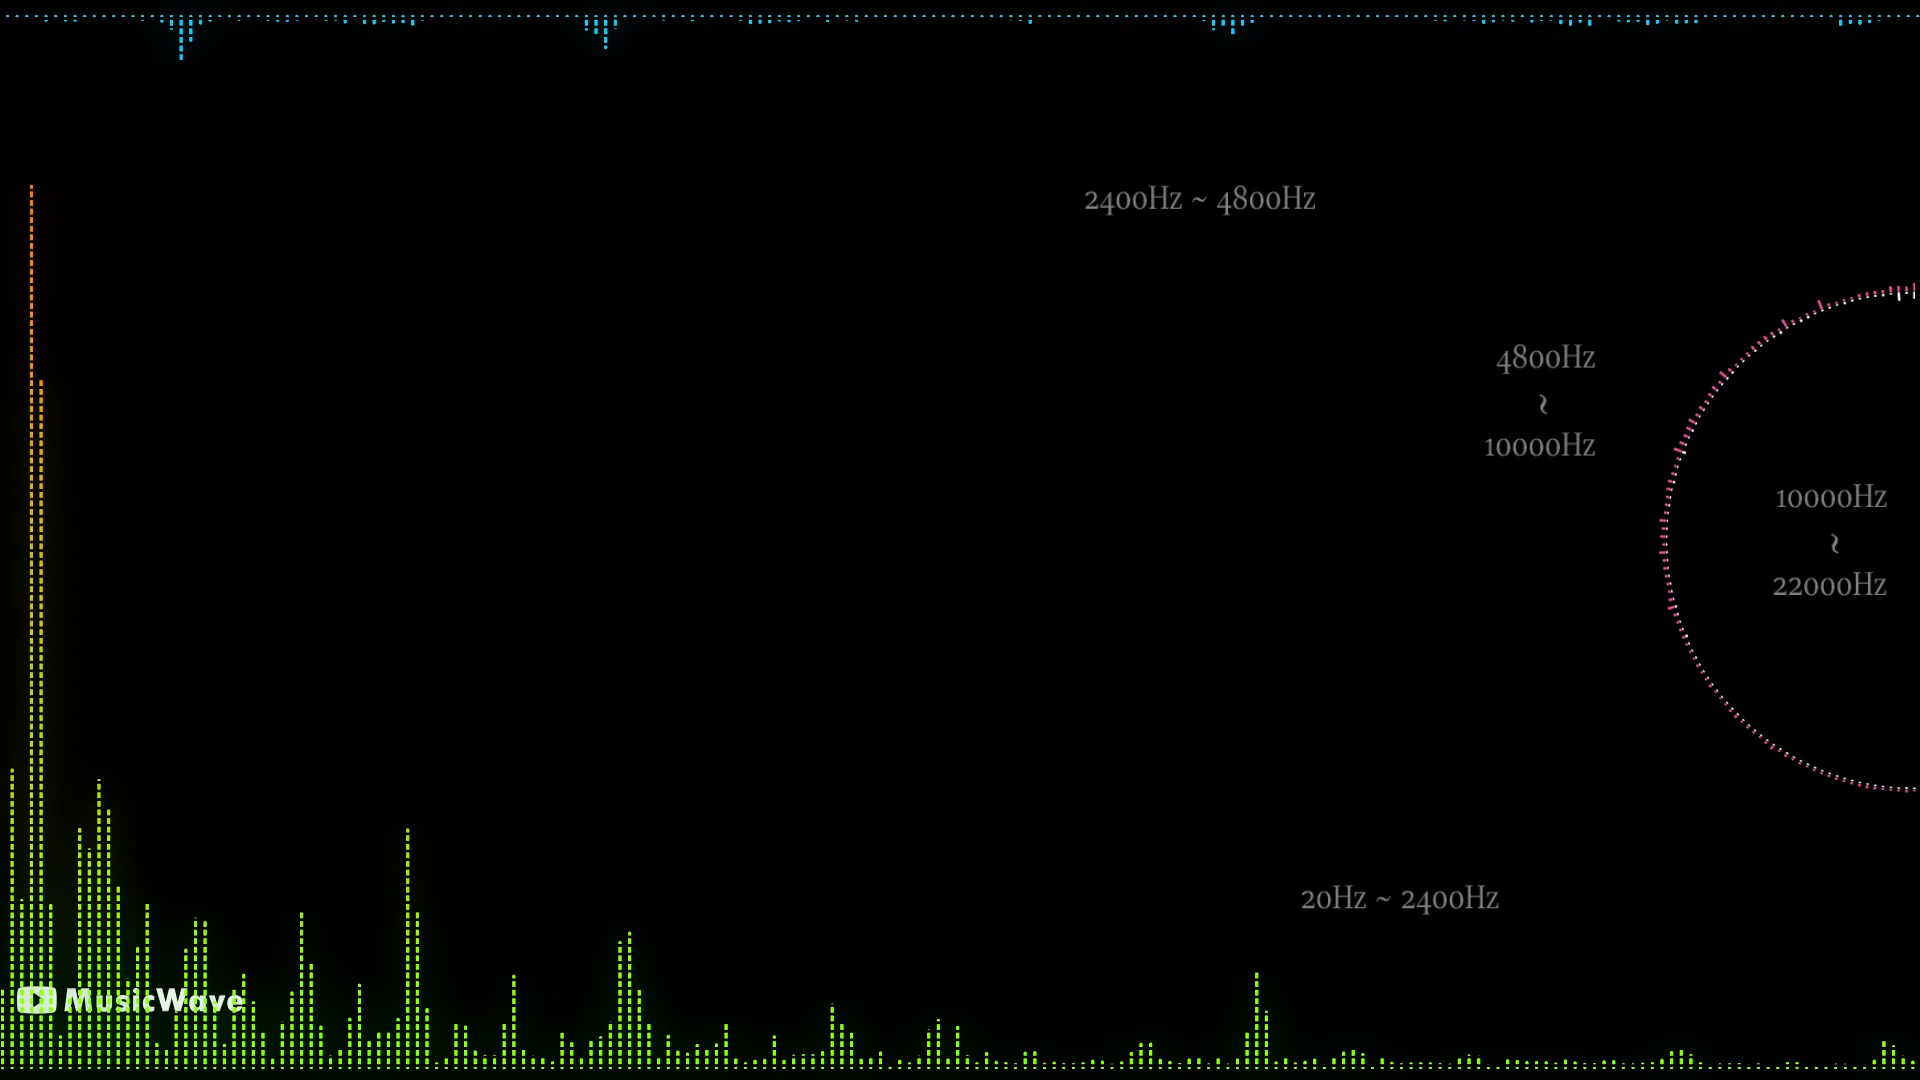 2400Hz ~ 4800Hz
4800Hz
~
10000Hz
10000Hz
~
22000Hz
20Hz ~ 2400Hz
MusicWave